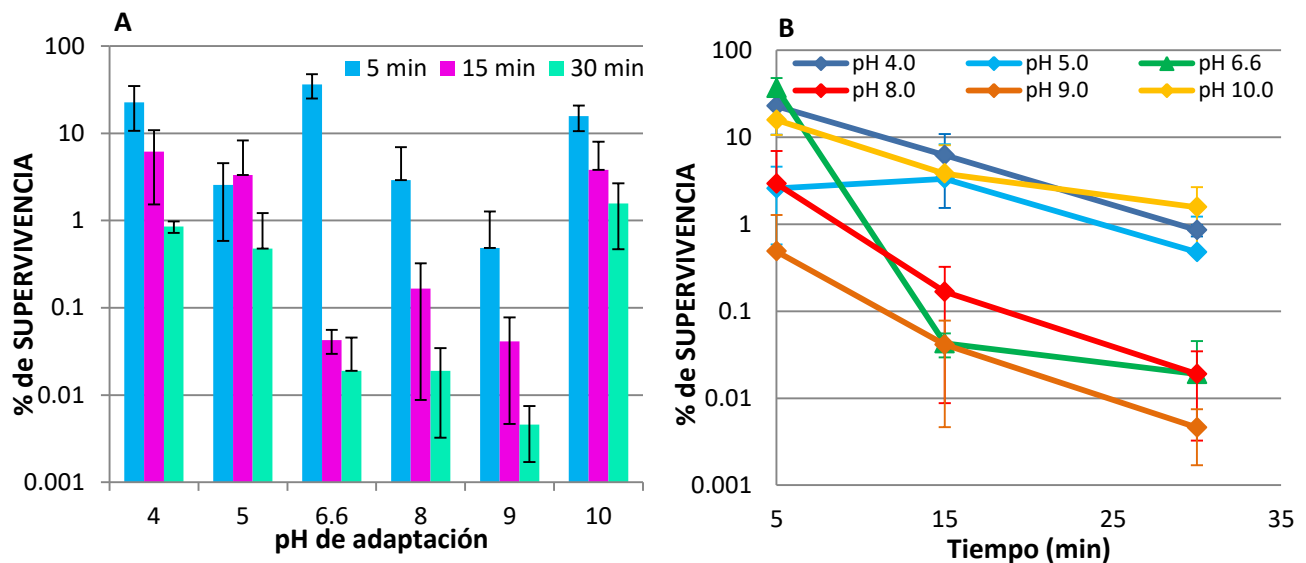 A
100
10
1
0.1
0.01
0.001
% de SUPERVIVENCIA
5 min 15 min 30 min
4 5 6.6 8 9 10
pH de adaptación
B
100
10
1
0.1
0.01
0.001
% de SUPERVIVENCIA
pH 4.0 pH 5.0 pH 6.6
pH 8.0 pH 9.0 pH 10.0
5 15 25 35
Tiempo (min)